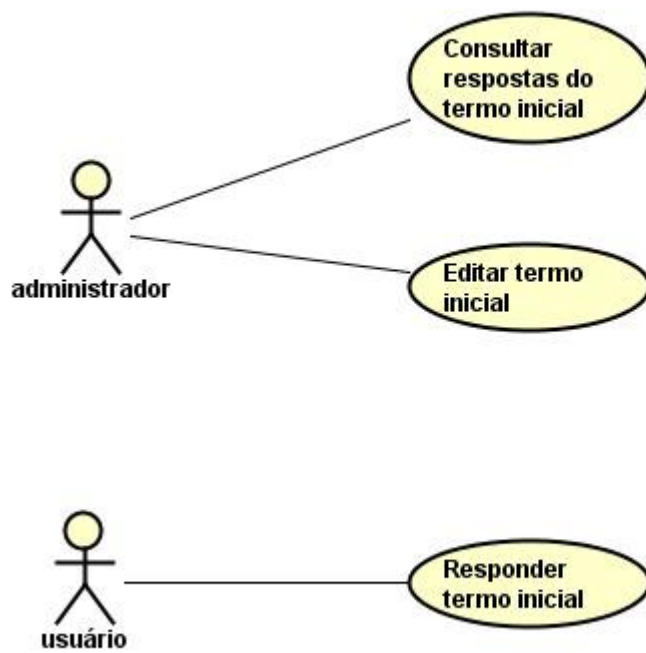 Consultar
respostas do
termo inicial
administrador
Editar termo
inicial
Responder
termo inicial
usuário